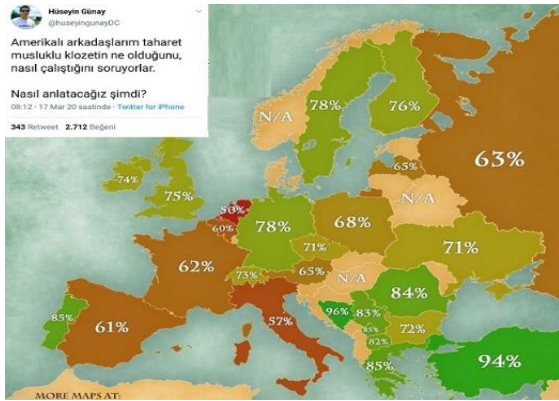 Hüseyin Günay
@huseyingunayDC
Amerikalı arkadaşlarım taharet
musluklu klozetin ne olduğunu,
nasıl çalıştığını soruyorlar.
Nasıl anlatacağız şimdi?
08:12 · 17 Mar 20 saatinde · Twitter for iPhone
343 Retweet 2.712 Beğeni
78%
76%
N/A
63%
65%
N/A
74%
75%
50%
60%
78%
68%
71%
71%
62%
73%
65%
N/A
84%
96%
83%
85%
61%
57%
85%
72%
82%
94%
85%
MORE MAPS AT: